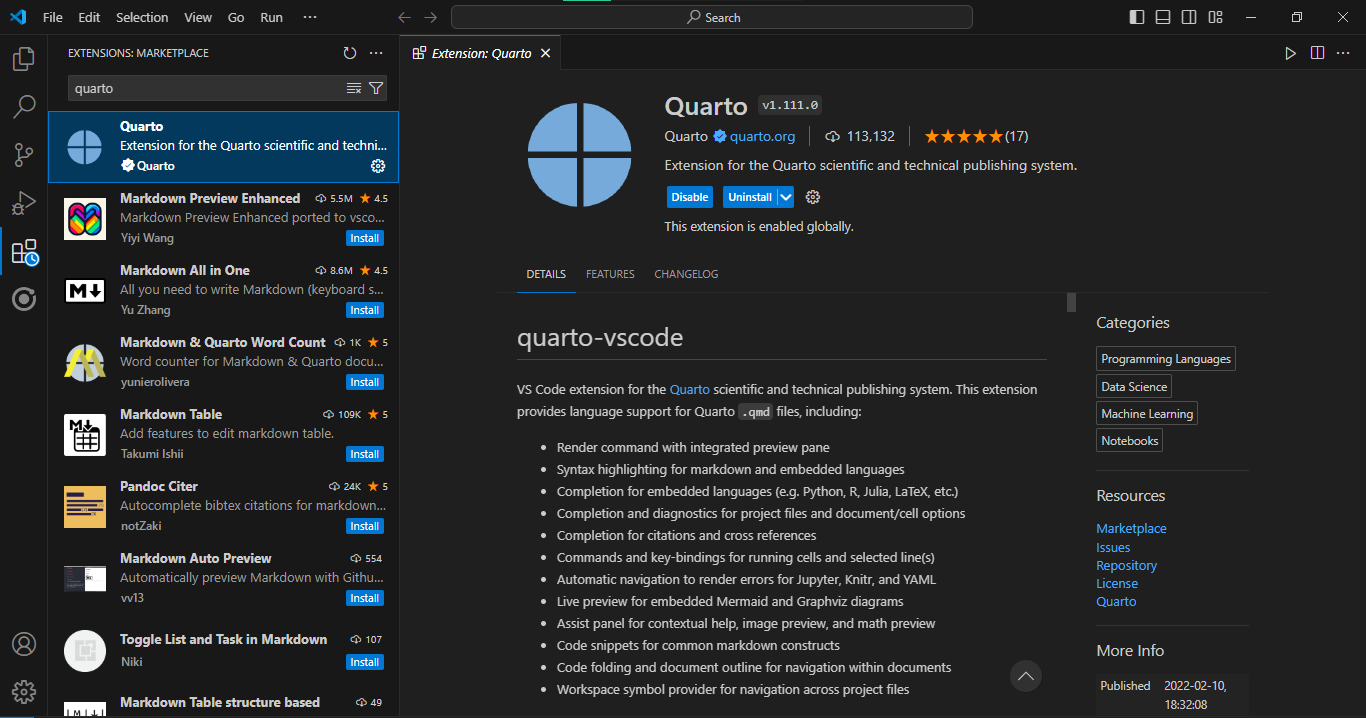 File Edit Selection View Go Run ···
Search
EXTENSIONS: MARKETPLACE
quarto
Quarto
Extension for the Quarto scientific and techni...
Quarto
Markdown Preview Enhanced 5.5M 4.5
Markdown Preview Enhanced ported to vsco...
Yiyi Wang Install
Markdown All in One 8.6M 4.5
All you need to write Markdown (keyboard s...
Yu Zhang Install
Markdown & Quarto Word Count 1K 5
Word counter for Markdown & Quarto docu...
yunierolivera Install
Markdown Table 109K 5
Add features to edit markdown table.
Takumi Ishii Install
Pandoc Citer 24K 5
Autocomplete bibtex citations for markdown...
notZaki Install
Markdown Auto Preview 554
Automatically preview Markdown with Githu...
vv13 Install
Toggle List and Task in Markdown 107
Niki Install
Markdown Table structure based 49
Extension: Quarto
Quarto v1.111.0
Quarto quarto.org 113,132 (17)
Extension for the Quarto scientific and technical publishing system.
Disable Uninstall
This extension is enabled globally.
DETAILS FEATURES CHANGELOG
quarto-vscode
VS Code extension for the Quarto scientific and technical publishing system. This extension
provides language support for Quarto .qmd files, including:
• Render command with integrated preview pane
• Syntax highlighting for markdown and embedded languages
• Completion for embedded languages (e.g. Python, R, Julia, LaTeX, etc.)
• Completion and diagnostics for project files and document/cell options
• Completion for citations and cross references
• Commands and key-bindings for running cells and selected line(s)
• Automatic navigation to render errors for Jupyter, Knitr, and YAML
• Live preview for embedded Mermaid and Graphviz diagrams
• Assist panel for contextual help, image preview, and math preview
• Code snippets for common markdown constructs
• Code folding and document outline for navigation within documents
• Workspace symbol provider for navigation across project files
Categories
Programming Languages
Data Science
Machine Learning
Notebooks
Resources
Marketplace
Issues
Repository
License
Quarto
More Info
Published 2022-02-10,
18:32:08